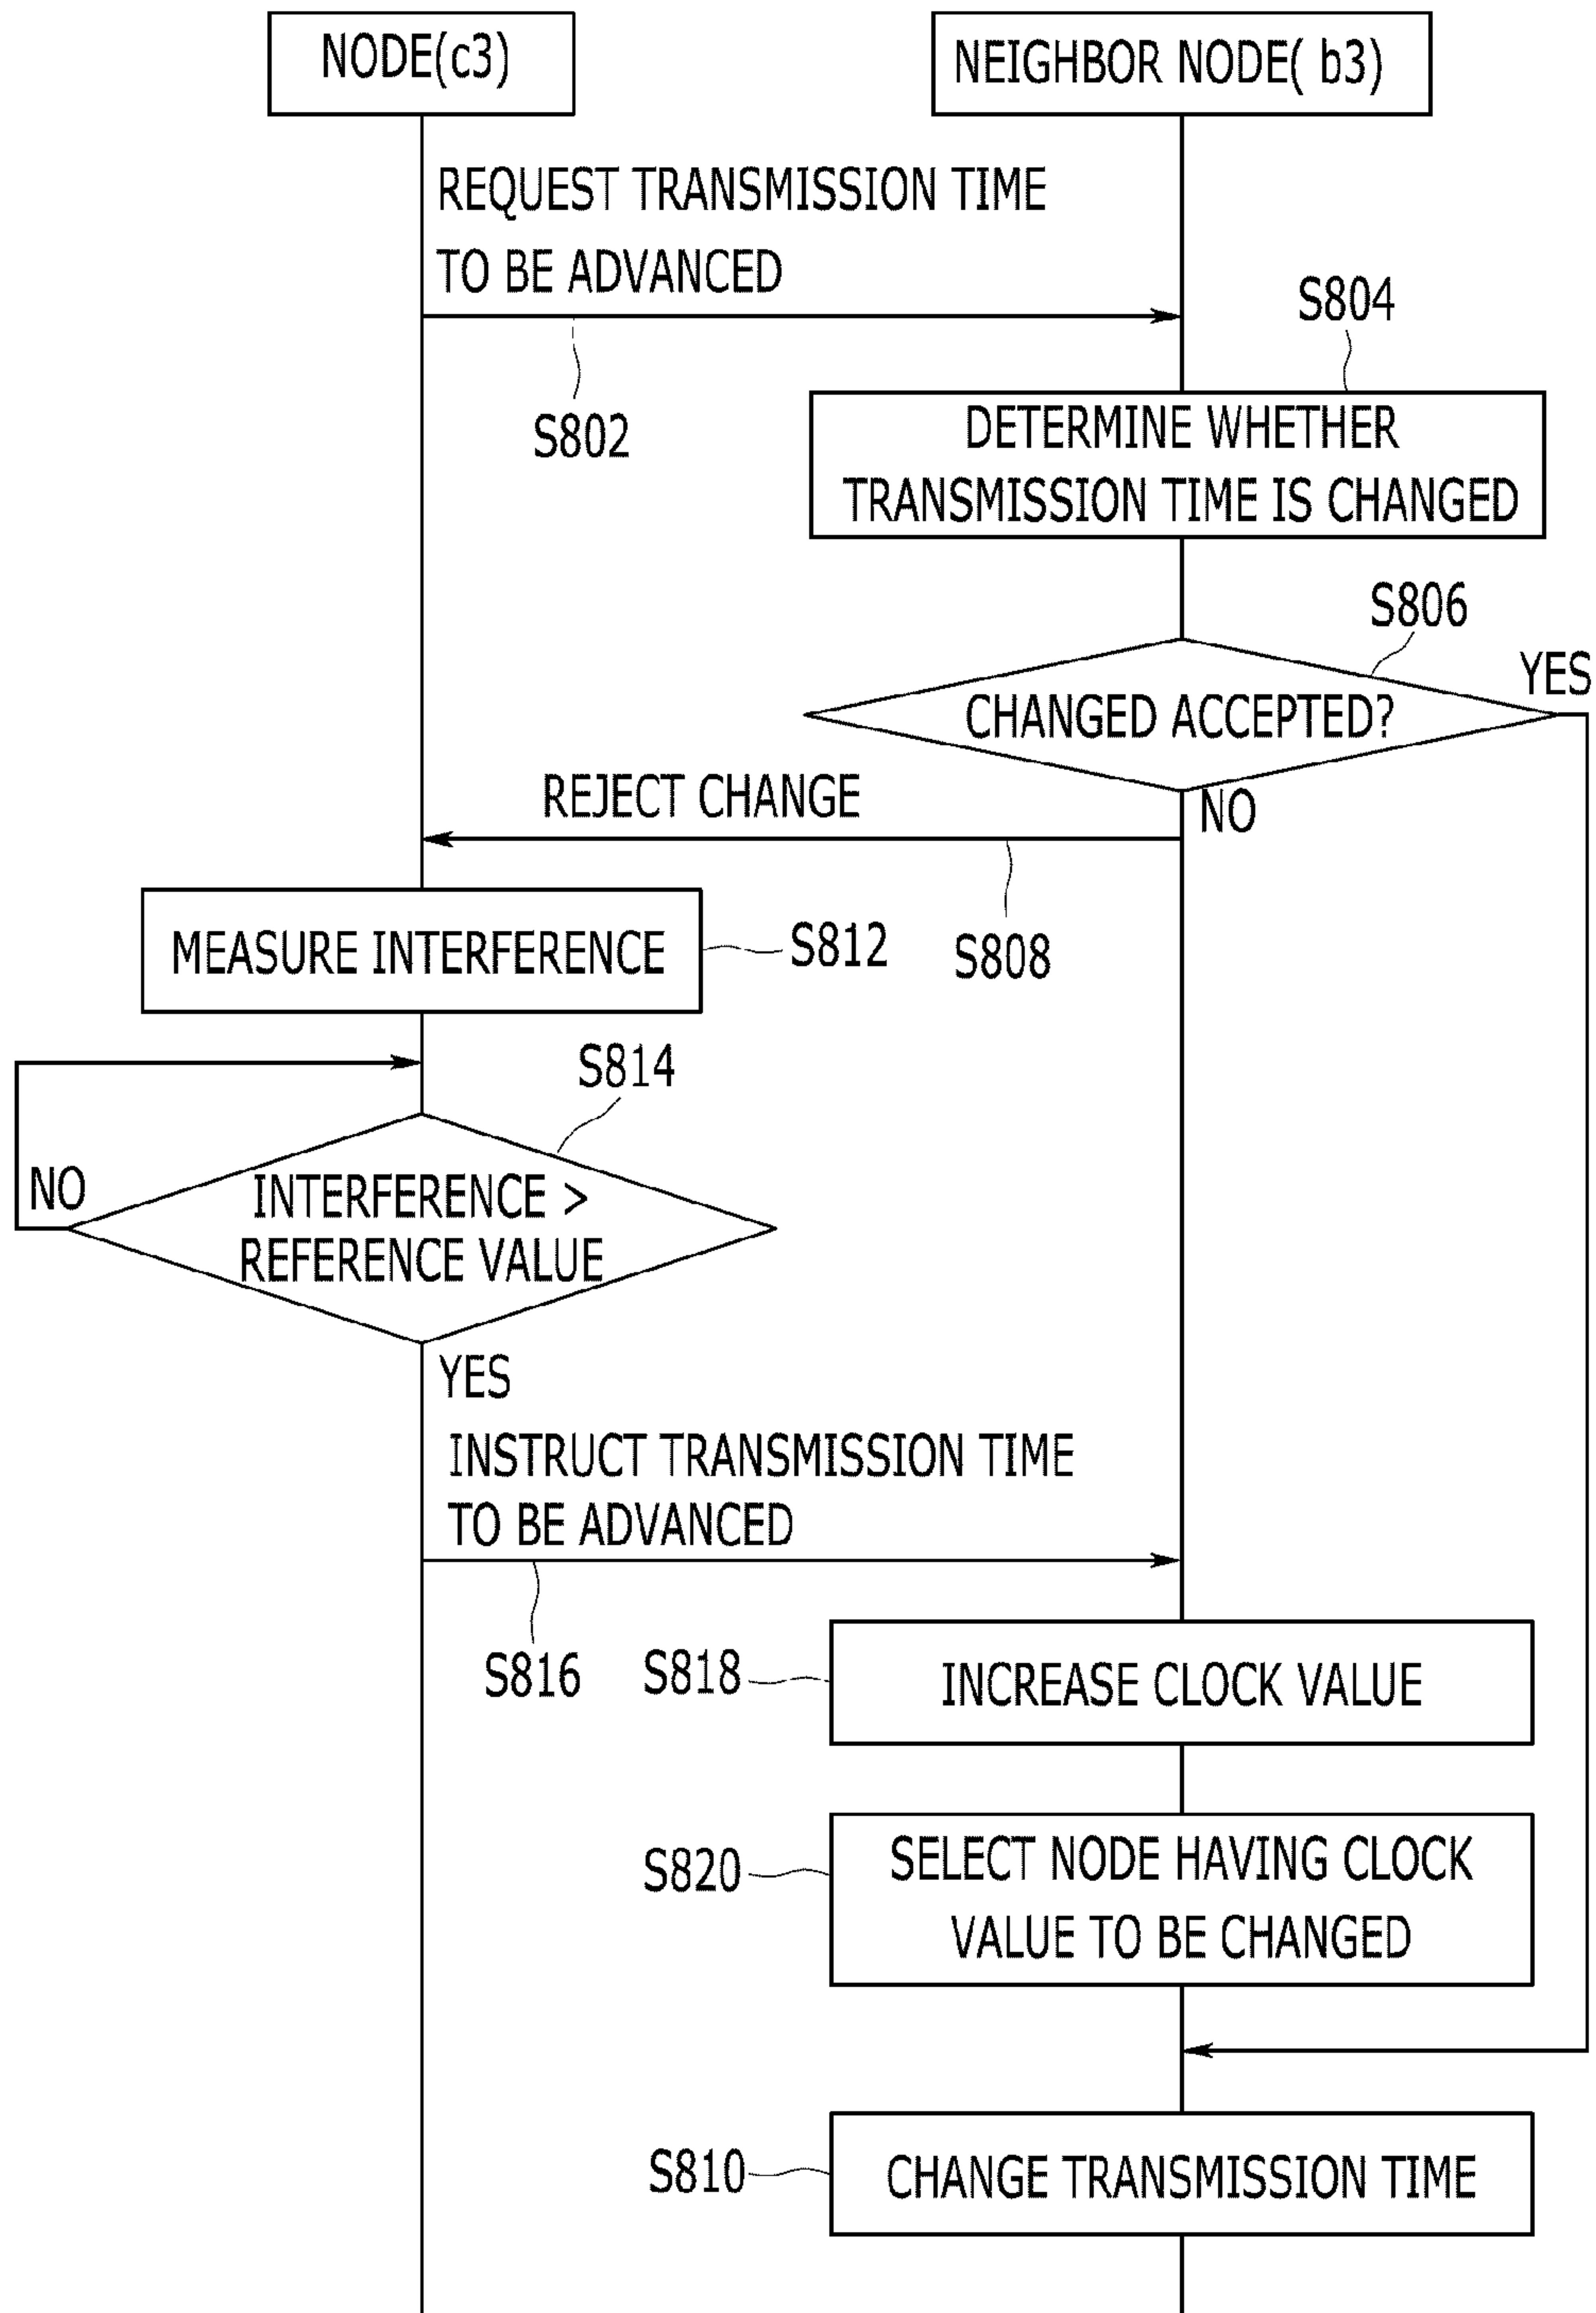 NODE(c3)
NEIGHBOR NODE( b3)
REQUEST TRANSMISSION TIME
TO BE ADVANCED
S802
S804
DETERMINE WHETHER
TRANSMISSION TIME IS CHANGED
S806
YES
CHANGED ACCEPTED?
NO
REJECT CHANGE
S808
MEASURE INTERFERENCE
S812
S814
NO
INTERFERENCE >
REFERENCE VALUE
YES
INSTRUCT TRANSMISSION TIME
TO BE ADVANCED
S816
S818
INCREASE CLOCK VALUE
S820
SELECT NODE HAVING CLOCK
VALUE TO BE CHANGED
S810
CHANGE TRANSMISSION TIME